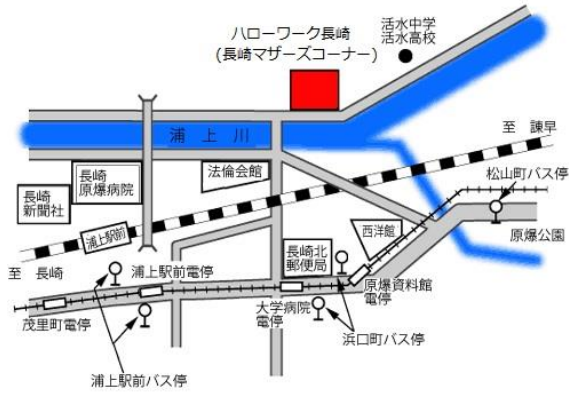 ハローワーク長崎
(長崎マザーズコーナー)
活水中学
活水高校
浦上川
至 諫早
松山町バス停
長崎
原爆病院
法倫会館
長崎
新聞社
浦上駅前
西洋館
原爆公園
長崎北
郵便局
至 長崎
浦上駅前電停
原爆資料館
電停
大学病院
電停
茂里町電停
浜口町バス停
浦上駅前バス停